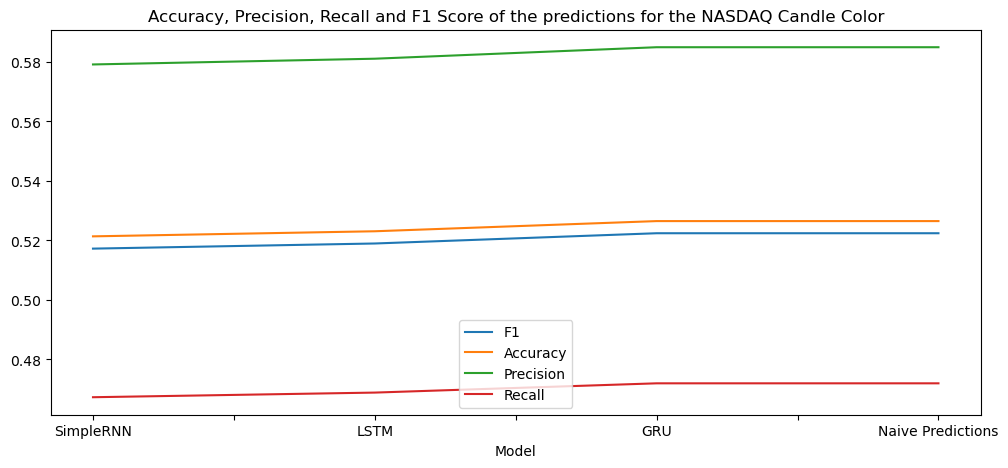 Accuracy, Precision, Recall and F1 Score of the predictions for the NASDAQ Candle Color
0.58
0.56
0.54
0.52
0.50
0.48
F1
Accuracy
Precision
Recall
SimpleRNN LSTM GRU Naive Predictions
Model